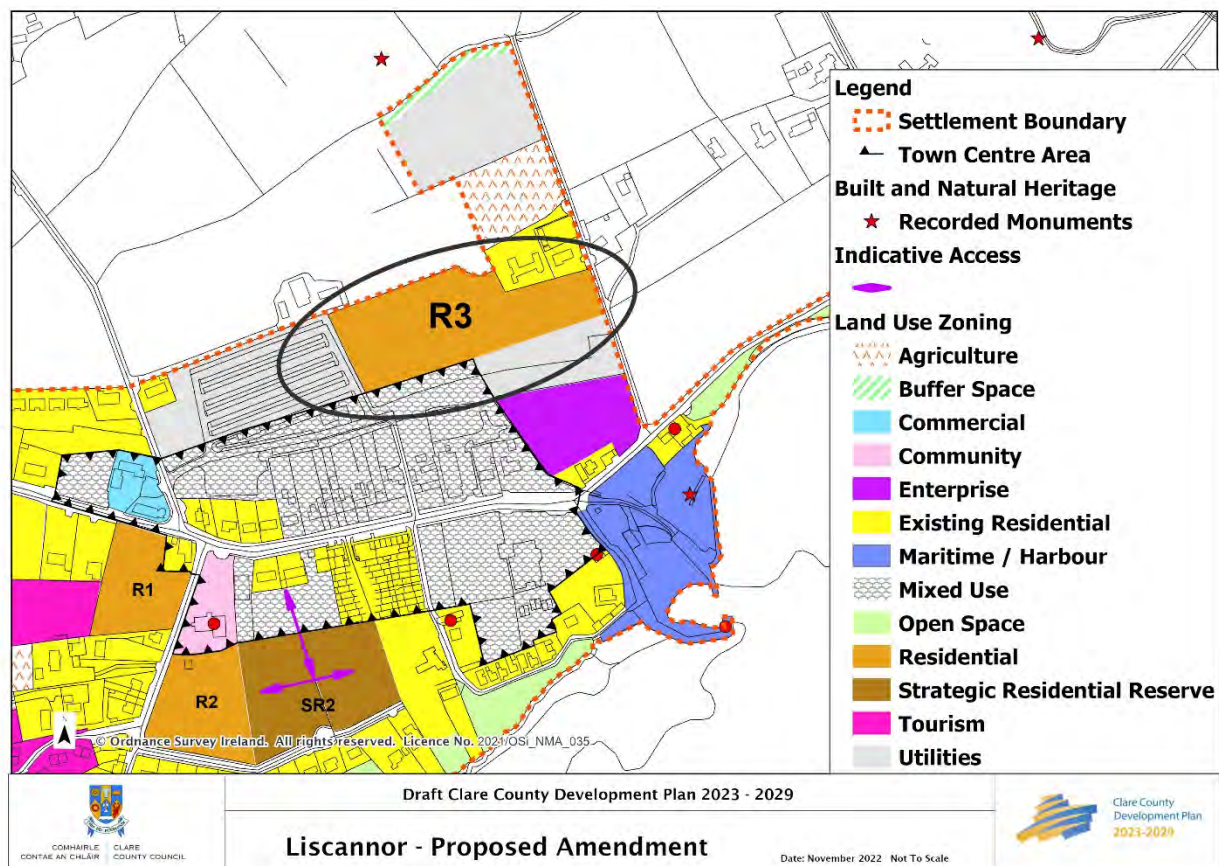 Legend
Settlement Boundary
Town Centre Area
Built and Natural Heritage
Recorded Monuments
Indicative Access
Land Use Zoning
Agriculture
Buffer Space
Commercial
Community
Enterprise
Existing Residential
Maritime / Harbour
Mixed Use
Open Space
Residential
Strategic Residential Reserve
Tourism
Utilities
R3
R1
R2
SR2
© Ordnance Survey Ireland. All rights reserved. Licence No. 2021/OSi_NMA_035
COMHAIRLE CONTAE AN CHLÁIR
CLARE COUNTY COUNCIL
Draft Clare County Development Plan 2023 - 2029
Liscannor - Proposed Amendment
Date: November 2022 Not To Scale
Clare County
Development Plan
2023-2029